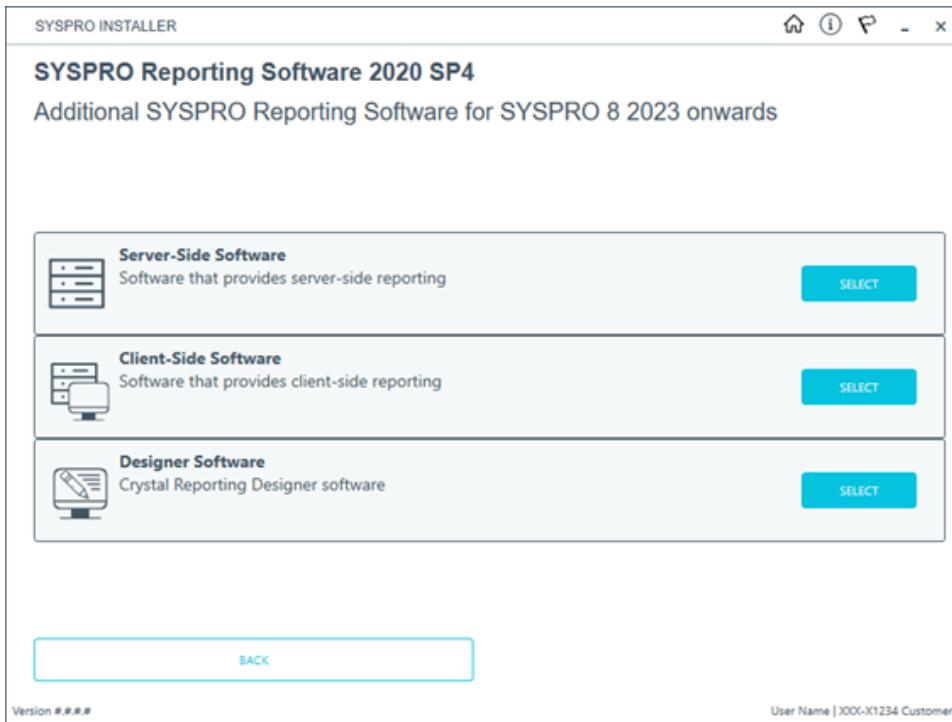 SYSPRO INSTALLER
SYSPRO Reporting Software 2020 SP4
Additional SYSPRO Reporting Software for SYSPRO 8 2023 onwards
Server-Side Software
Software that provides server-side reporting
SELECT
Client-Side Software
Software that provides client-side reporting
SELECT
Designer Software
Crystal Reporting Designer software
SELECT
BACK
Version #.#.#.#
User Name | XXX-X1234 Customer